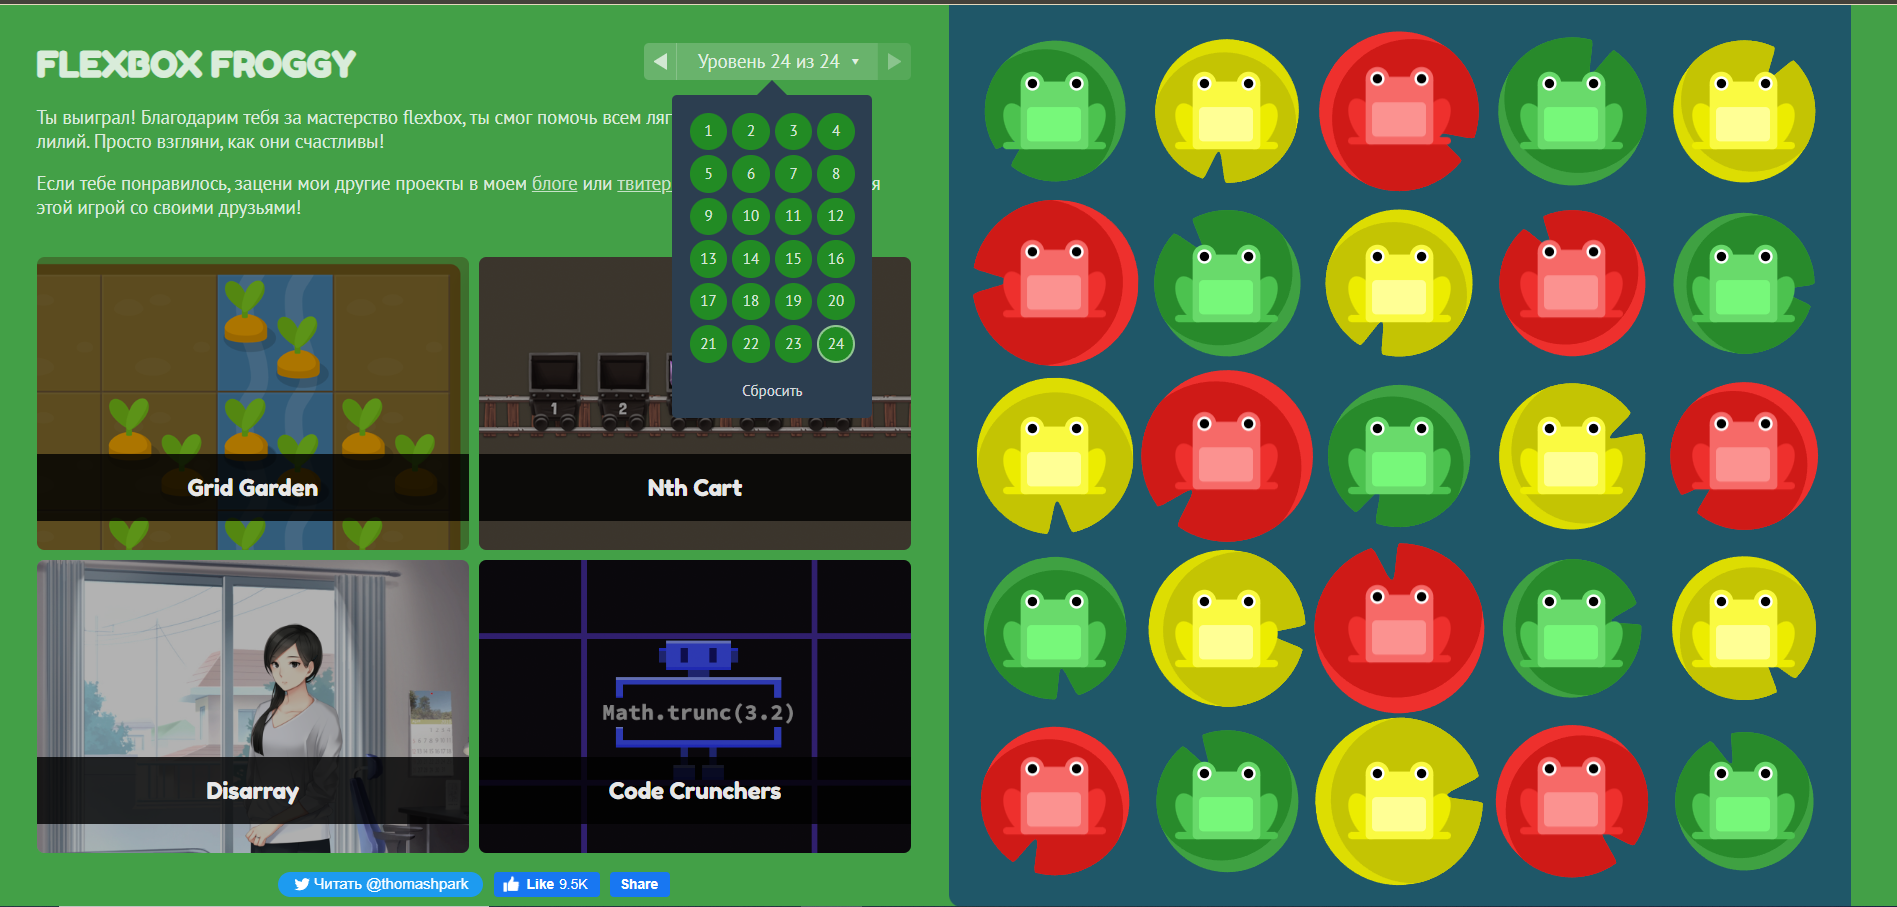 FLEXBOX FROGGY
Уровень 24 из 24
Ты выиграл! Благодарим тебя за мастерство flexbox, ты смог помочь всем ляг
лилий. Просто взгляни, как они счастливы!
Если тебе понравилось, зацени мои другие проекты в моем блоге или твитер
я
этой игрой со своими друзьями!
1 2 3 4
5 6 7 8
9 10 11 12
13 14 15 16
17 18 19 20
21 22 23 24
Сбросить
1 2
Grid Garden
Nth Cart
Math.trunc(3.2)
Disarray
Code Crunchers
Читать @thomashpark
Like 9.5K
Share